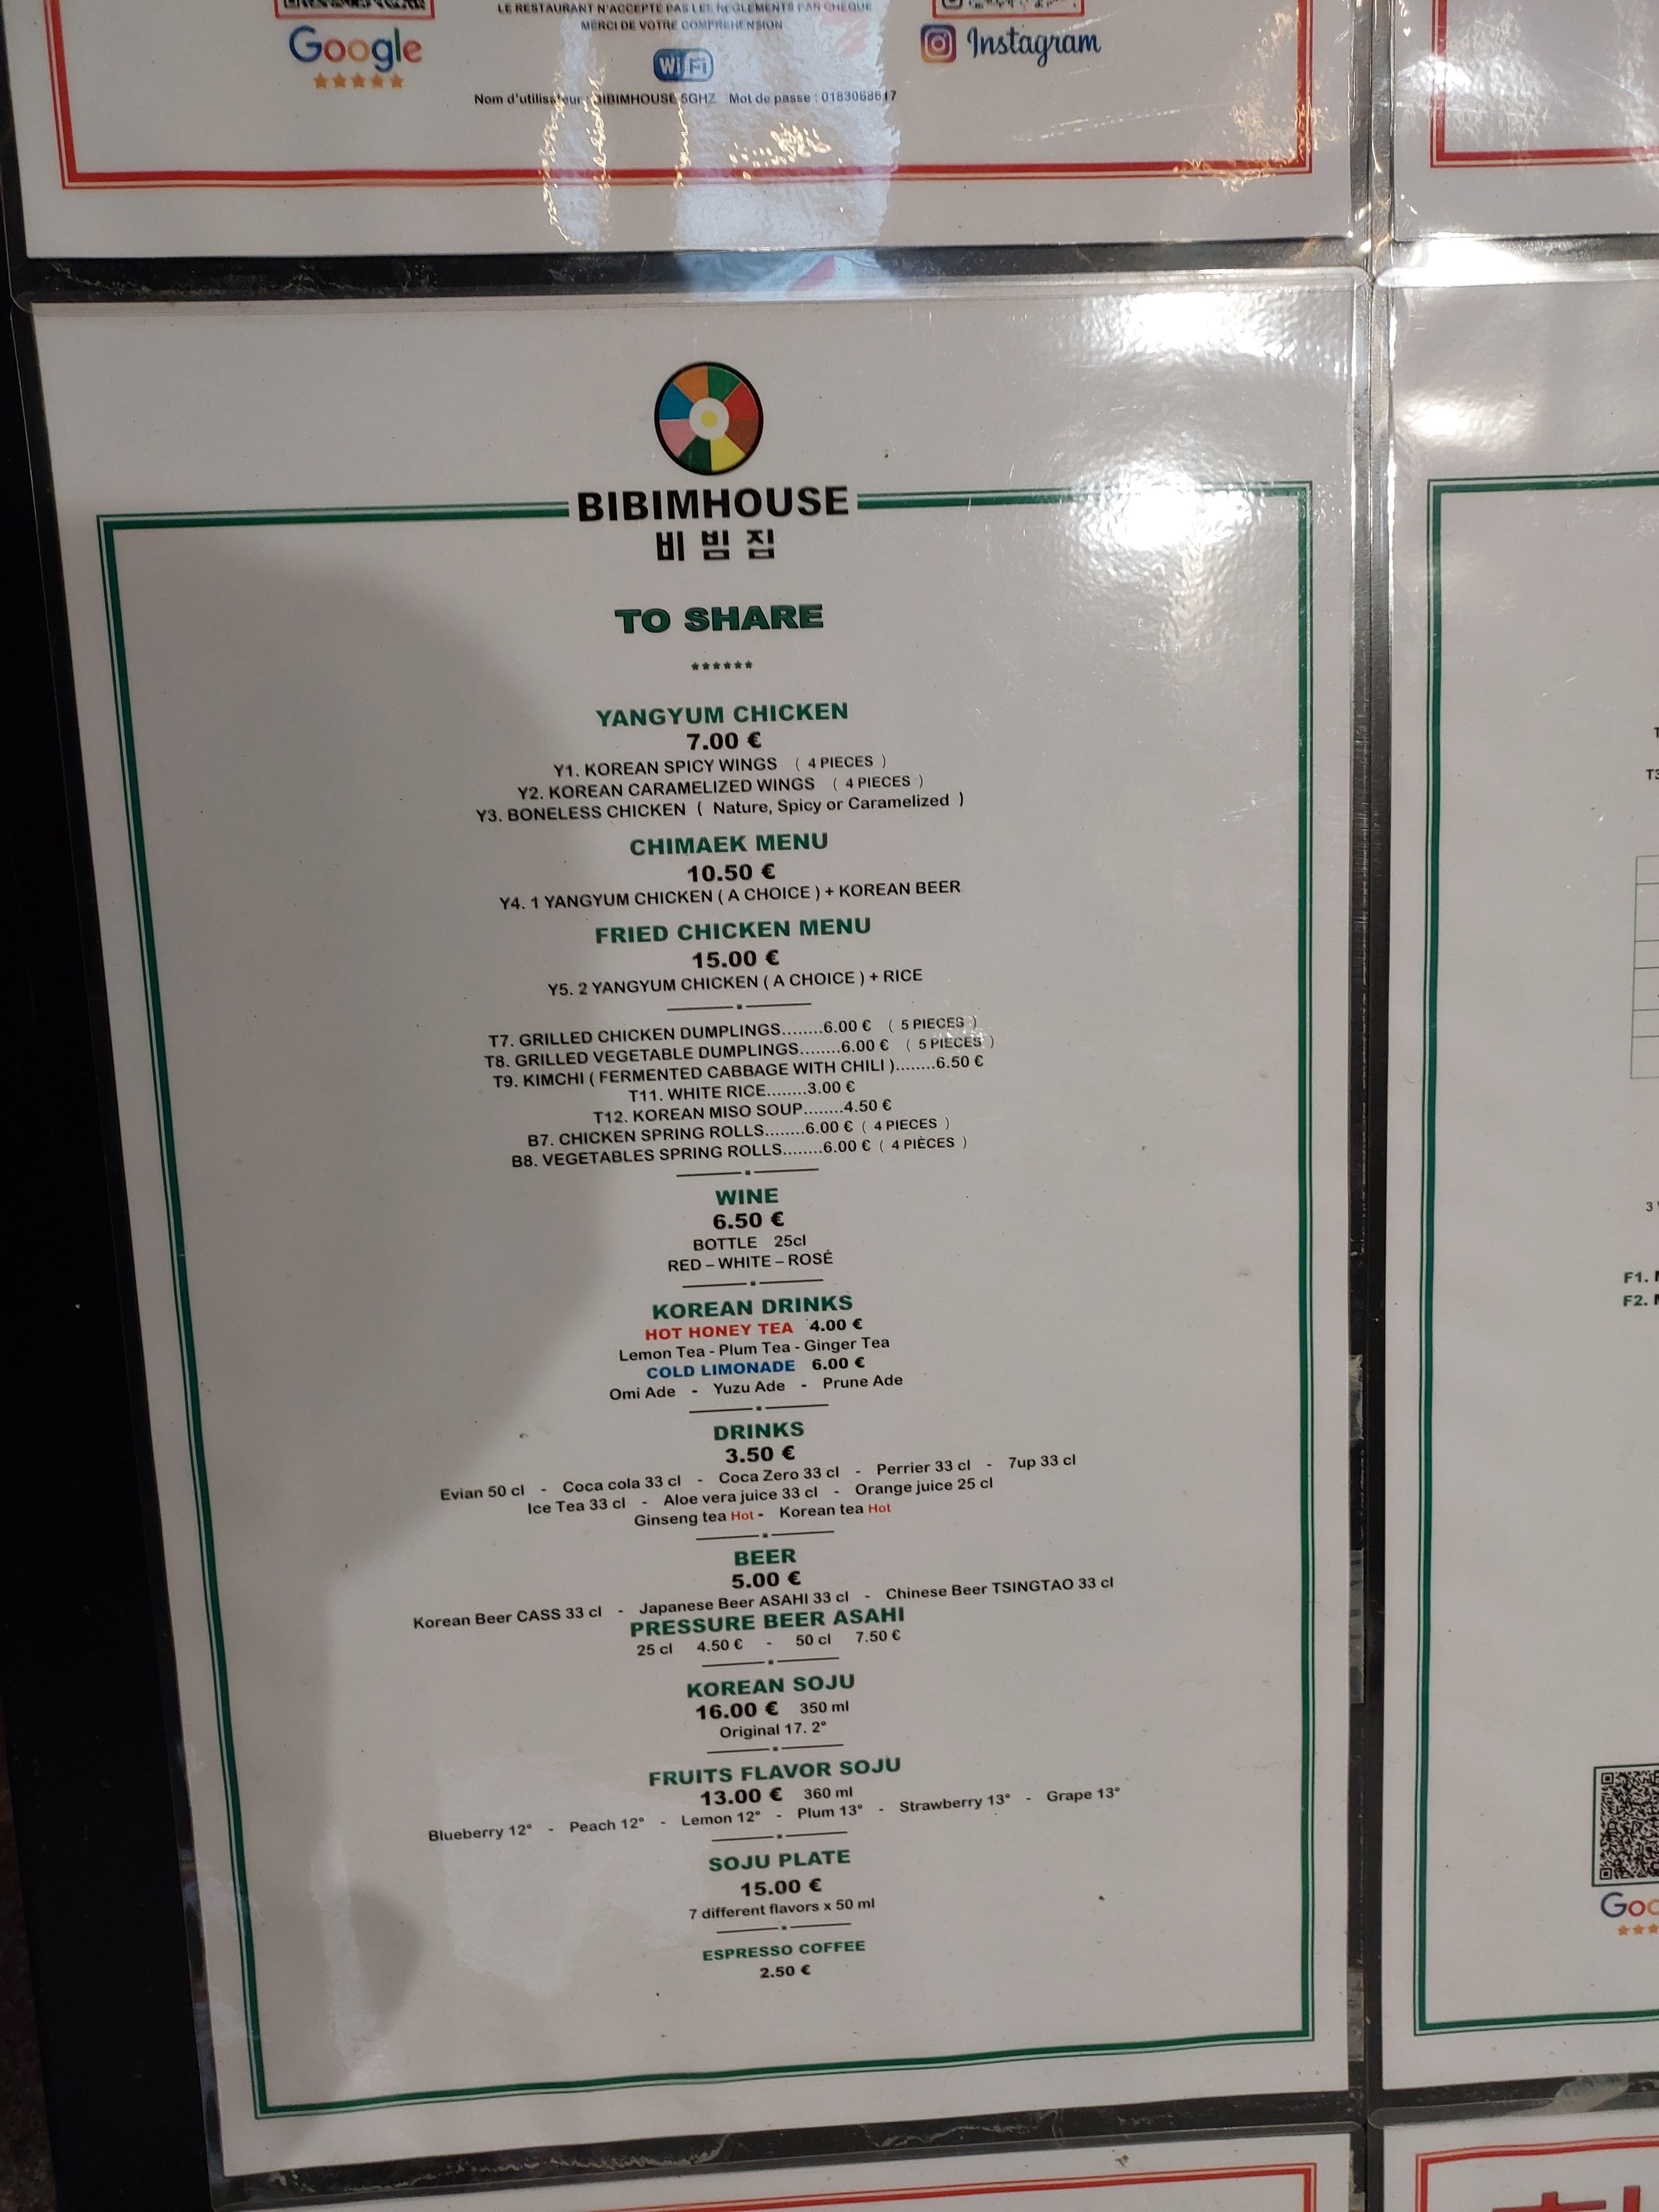 Google
LE RESTAURANT N'ACCEPTE PAS LES RÈGLEMENTS PAR CHEQUE
MERCI DE VOTRE COMPREHENSION
WiFi
Nom d'utilisateur : BIBIMHOUSE 5GHZ Mot de passe : 0183068617
Instagram
BIBIMHOUSE
비빔집
TO SHARE
******
YANGYUM CHICKEN
7.00 €
Y1. KOREAN SPICY WINGS ( 4 PIECES )
Y2. KOREAN CARAMELIZED WINGS ( 4 PIECES )
Y3. BONELESS CHICKEN ( Nature, Spicy or Caramelized )
CHIMAEK MENU
10.50 €
Y4. 1 YANGYUM CHICKEN ( A CHOICE ) + KOREAN BEER
FRIED CHICKEN MENU
15.00 €
Y5. 2 YANGYUM CHICKEN ( A CHOICE ) + RICE
T7. GRILLED CHICKEN DUMPLINGS........6.00 € ( 5 PIECES )
T8. GRILLED VEGETABLE DUMPLINGS........6.00 € ( 5 PIECES )
T9. KIMCHI ( FERMENTED CABBAGE WITH CHILI )........6.50 €
T11. WHITE RICE........3.00 €
T12. KOREAN MISO SOUP........4.50 €
B7. CHICKEN SPRING ROLLS........6.00 € ( 4 PIECES )
B8. VEGETABLES SPRING ROLLS........6.00 € ( 4 PIÈCES )
WINE
6.50 €
BOTTLE 25cl
RED – WHITE – ROSÉ
KOREAN DRINKS
HOT HONEY TEA 4.00 €
Lemon Tea - Plum Tea - Ginger Tea
COLD LIMONADE 6.00 €
Omi Ade - Yuzu Ade - Prune Ade
DRINKS
3.50 €
Evian 50 cl - Coca cola 33 cl - Coca Zero 33 cl - Perrier 33 cl - 7up 33 cl
Ice Tea 33 cl - Aloe vera juice 33 cl - Orange juice 25 cl
Ginseng tea Hot - Korean tea Hot
BEER
5.00 €
Korean Beer CASS 33 cl - Japanese Beer ASAHI 33 cl - Chinese Beer TSINGTAO 33 cl
PRESSURE BEER ASAHI
25 cl 4.50 € - 50 cl 7.50 €
KOREAN SOJU
16.00 € 350 ml
Original 17. 2°
FRUITS FLAVOR SOJU
13.00 € 360 ml
Blueberry 12° - Peach 12° - Lemon 12° - Plum 13° - Strawberry 13° - Grape 13°
SOJU PLATE
15.00 €
7 different flavors x 50 ml
ESPRESSO COFFEE
2.50 €
T3
3
F1.
F2.
Goo